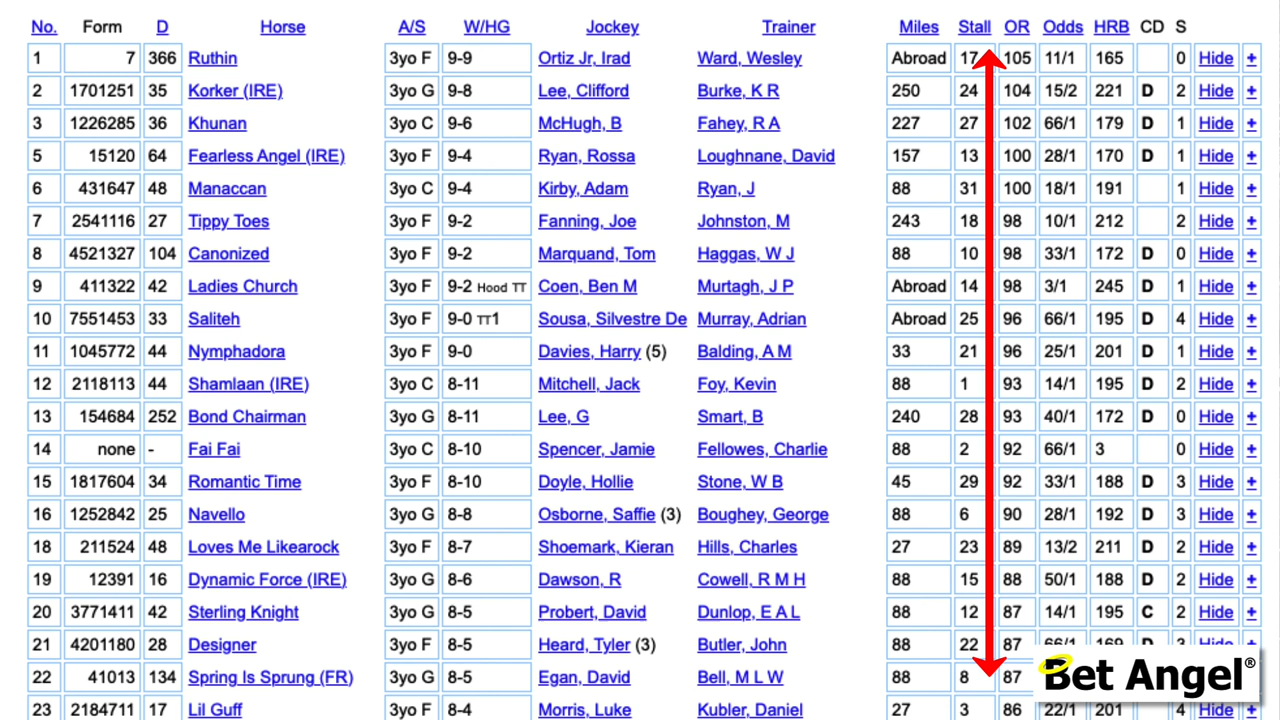 No. Form D Horse A/S W/HG Jockey Trainer Miles Stall OR Odds HRB CD S
1 7 366 Ruthin 3yo F 9-9 Ortiz Jr, Irad Ward, Wesley Abroad 17 105 11/1 165 0 Hide +
2 1701251 35 Korker (IRE) 3yo G 9-8 Lee, Clifford Burke, K R 250 24 104 15/2 221 D 2 Hide +
3 1226285 36 Khunan 3yo C 9-6 McHugh, B Fahey, R A 227 27 102 66/1 179 D 1 Hide +
5 15120 64 Fearless Angel (IRE) 3yo F 9-4 Ryan, Rossa Loughnane, David 157 13 100 28/1 170 D 1 Hide +
6 431647 48 Manaccan 3yo C 9-4 Kirby, Adam Ryan, J 88 31 100 18/1 191 1 Hide +
7 2541116 27 Tippy Toes 3yo F 9-2 Fanning, Joe Johnston, M 243 18 98 10/1 212 2 Hide +
8 4521327 104 Canonized 3yo F 9-2 Marquand, Tom Haggas, W J 88 10 98 33/1 172 D 0 Hide +
9 411322 42 Ladies Church 3yo F 9-2 Hood TT Coen, Ben M Murtagh, J P Abroad 14 98 3/1 245 D 1 Hide +
10 7551453 33 Saliteh 3yo F 9-0 TT1 Sousa, Silvestre De Murray, Adrian Abroad 25 96 66/1 195 D 4 Hide +
11 1045772 44 Nymphadora 3yo F 9-0 Davies, Harry (5) Balding, A M 33 21 96 25/1 201 D 1 Hide +
12 2118113 44 Shamlaan (IRE) 3yo C 8-11 Mitchell, Jack Foy, Kevin 88 1 93 14/1 195 D 2 Hide +
13 154684 252 Bond Chairman 3yo G 8-11 Lee, G Smart, B 240 28 93 40/1 172 D 0 Hide +
14 none - Fai Fai 3yo C 8-10 Spencer, Jamie Fellowes, Charlie 88 2 92 66/1 3 0 Hide +
15 1817604 34 Romantic Time 3yo F 8-10 Doyle, Hollie Stone, W B 45 29 92 33/1 188 D 3 Hide +
16 1252842 25 Navello 3yo G 8-8 Osborne, Saffie (3) Boughey, George 88 6 90 28/1 192 D 3 Hide +
18 211524 48 Loves Me Likearock 3yo F 8-7 Shoemark, Kieran Hills, Charles 27 23 89 13/2 211 D 2 Hide +
19 12391 16 Dynamic Force (IRE) 3yo G 8-6 Dawson, R Cowell, R M H 88 15 88 50/1 188 D 2 Hide +
20 3771411 42 Sterling Knight 3yo G 8-5 Probert, David Dunlop, E A L 88 12 87 14/1 195 C 2 Hide +
21 4201180 28 Designer 3yo F 8-5 Heard, Tyler (3) Butler, John 88 22 87 66/1 169 D 3 Hide +
22 41013 134 Spring Is Sprung (FR) 3yo G 8-5 Egan, David Bell, M L W 88 8 87
Bet Angel®
23 2184711 17 Lil Guff 3yo F 8-4 Morris, Luke Kubler, Daniel 27 3 86 22/1 201 D 4 Hide +